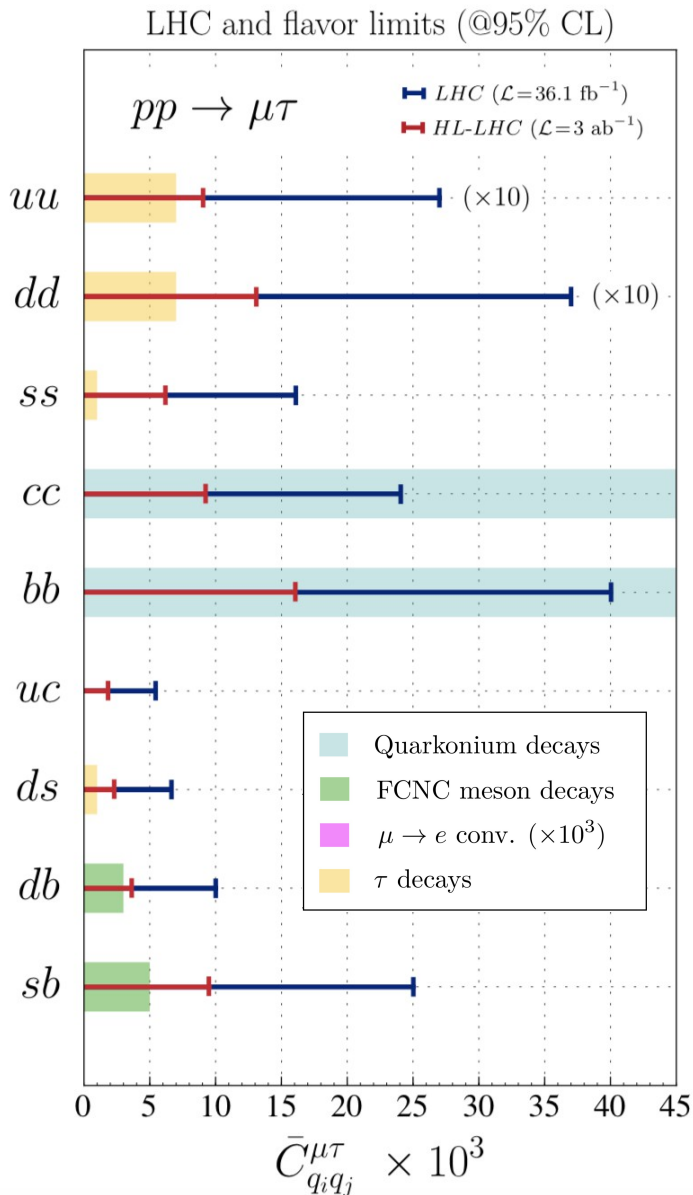 LHC and flavor limits (@95% CL)
pp → μτ
LHC (ℒ=36.1 fb⁻¹)
HL-LHC (ℒ=3 ab⁻¹)
uu (×10)
dd (×10)
ss
cc
bb
uc
ds
db
sb
Quarkonium decays
FCNC meson decays
μ → e conv. (×10³)
τ decays
0 5 10 15 20 25 30 35 40 45
C̄^{μτ}_{q_i q_j} × 10³